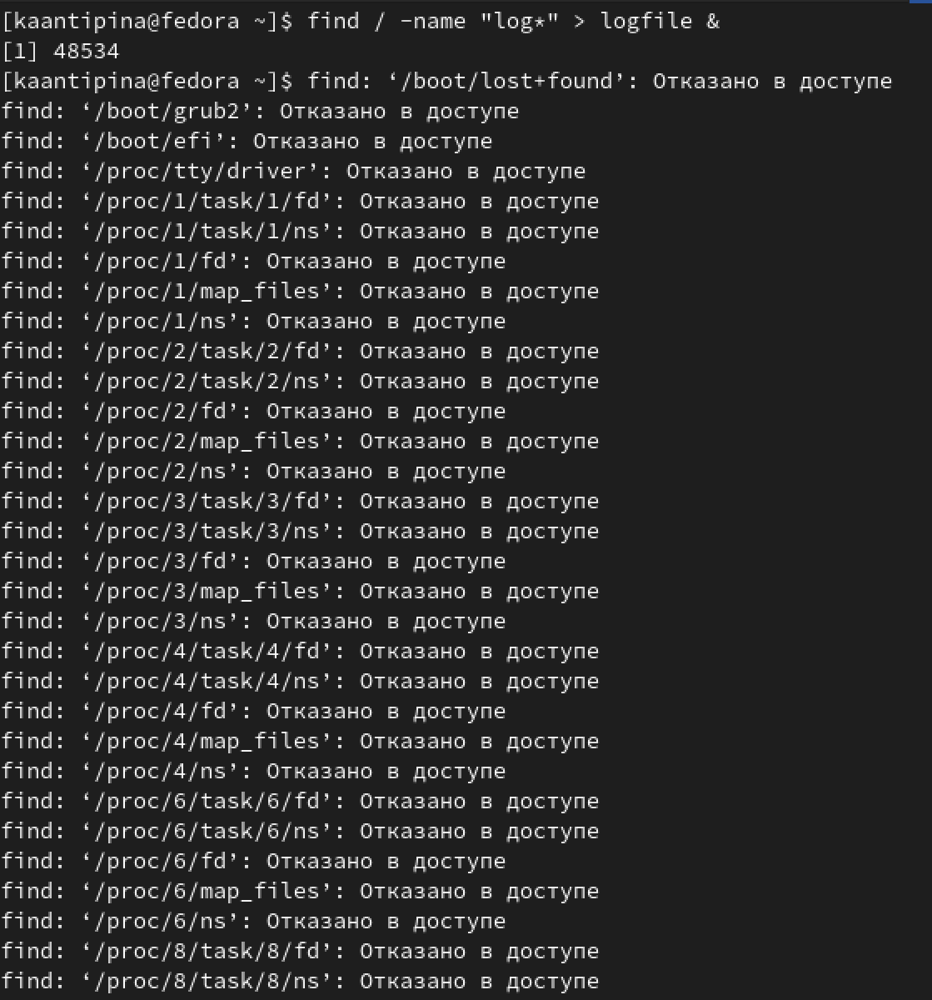 [kaantipina@fedora ~]$ find / -name "log*" > logfile &
[1] 48534
[kaantipina@fedora ~]$ find: ‘/boot/lost+found’: Отказано в доступе
find: ‘/boot/grub2’: Отказано в доступе
find: ‘/boot/efi’: Отказано в доступе
find: ‘/proc/tty/driver’: Отказано в доступе
find: ‘/proc/1/task/1/fd’: Отказано в доступе
find: ‘/proc/1/task/1/ns’: Отказано в доступе
find: ‘/proc/1/fd’: Отказано в доступе
find: ‘/proc/1/map_files’: Отказано в доступе
find: ‘/proc/1/ns’: Отказано в доступе
find: ‘/proc/2/task/2/fd’: Отказано в доступе
find: ‘/proc/2/task/2/ns’: Отказано в доступе
find: ‘/proc/2/fd’: Отказано в доступе
find: ‘/proc/2/map_files’: Отказано в доступе
find: ‘/proc/2/ns’: Отказано в доступе
find: ‘/proc/3/task/3/fd’: Отказано в доступе
find: ‘/proc/3/task/3/ns’: Отказано в доступе
find: ‘/proc/3/fd’: Отказано в доступе
find: ‘/proc/3/map_files’: Отказано в доступе
find: ‘/proc/3/ns’: Отказано в доступе
find: ‘/proc/4/task/4/fd’: Отказано в доступе
find: ‘/proc/4/task/4/ns’: Отказано в доступе
find: ‘/proc/4/fd’: Отказано в доступе
find: ‘/proc/4/map_files’: Отказано в доступе
find: ‘/proc/4/ns’: Отказано в доступе
find: ‘/proc/6/task/6/fd’: Отказано в доступе
find: ‘/proc/6/task/6/ns’: Отказано в доступе
find: ‘/proc/6/fd’: Отказано в доступе
find: ‘/proc/6/map_files’: Отказано в доступе
find: ‘/proc/6/ns’: Отказано в доступе
find: ‘/proc/8/task/8/fd’: Отказано в доступе
find: ‘/proc/8/task/8/ns’: Отказано в доступе